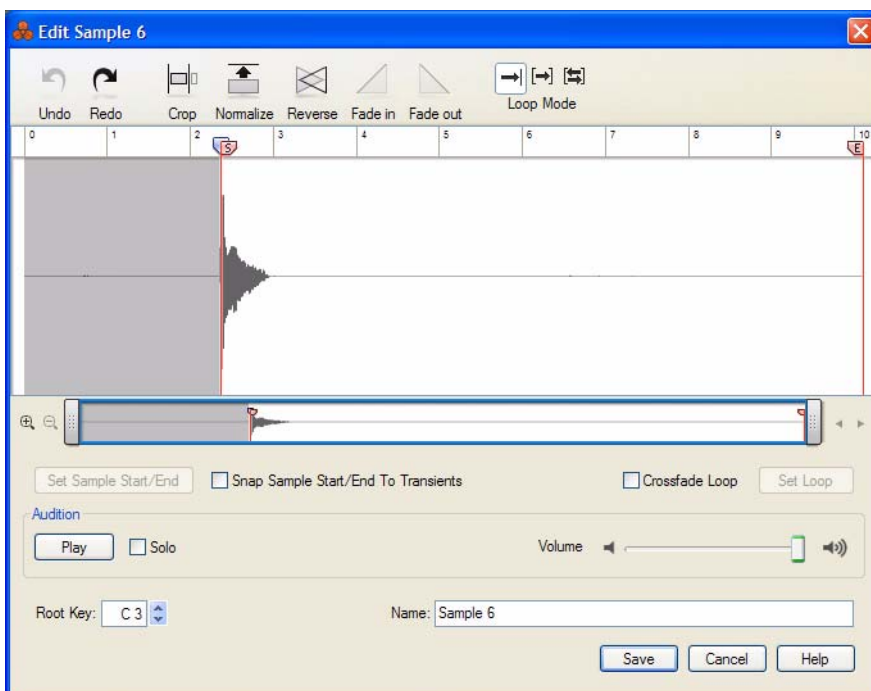 Edit Sample 6
Undo Redo Crop Normalize Reverse Fade in Fade out Loop Mode
0 1 2 3 4 5 6 7 8 9 10
S E
Set Sample Start/End Snap Sample Start/End To Transients Crossfade Loop Set Loop
Audition
Play Solo Volume
Root Key: C 3 Name: Sample 6
Save Cancel Help